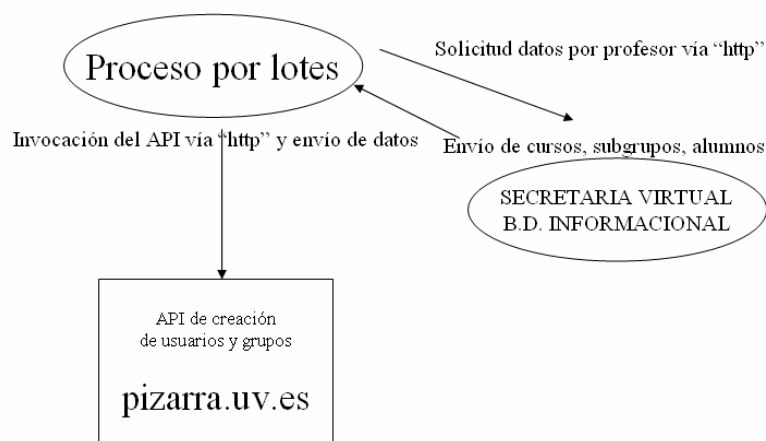 Solicitud datos por profesor vía “http”
Proceso por lotes
Invocación del API vía “http” y envío de datos
Envío de cursos, subgrupos, alumnos
SECRETARIA VIRTUAL
B.D. INFORMACIONAL
API de creación
de usuarios y grupos
pizarra.uv.es